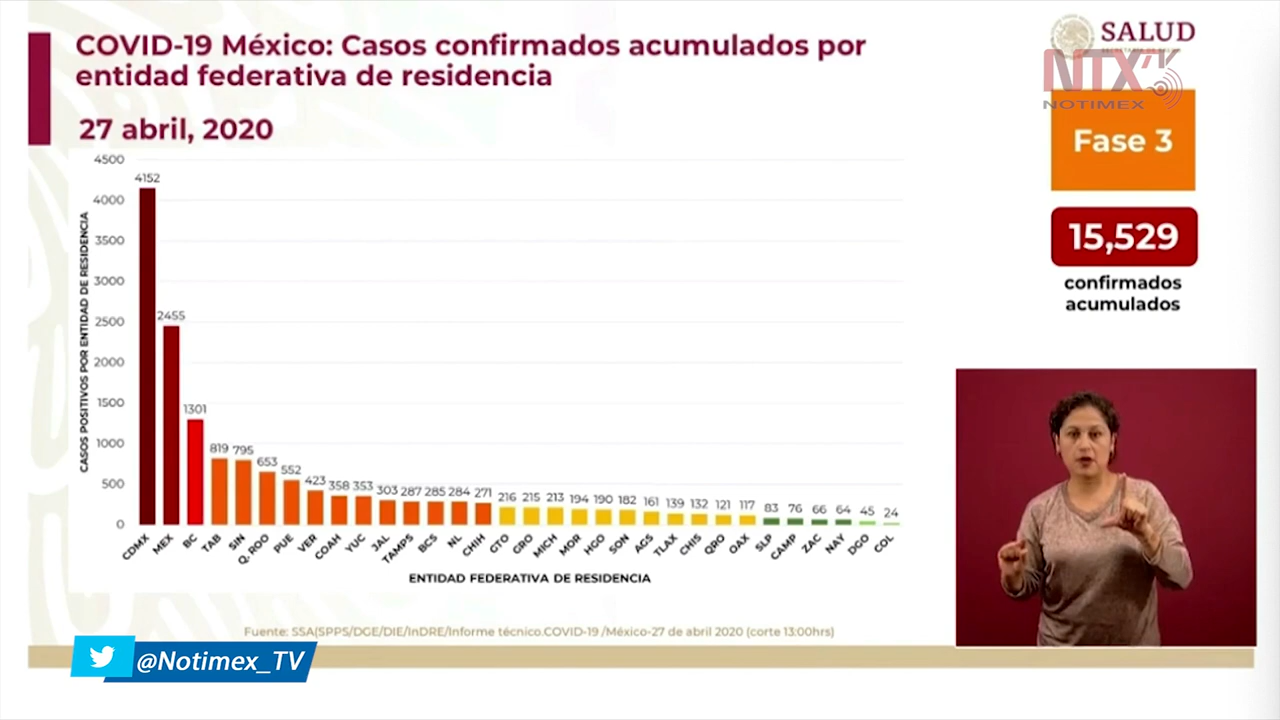 COVID-19 México: Casos confirmados acumulados por
entidad federativa de residencia
27 abril, 2020
SALUD
NTX
NOTIMEX
Fase 3
15,529
confirmados
acumulados
CASOS POSITIVOS POR ENTIDAD DE RESIDENCIA
4500
4000
3500
3000
2500
2000
1500
1000
500
0
4152 2455 1301 819 795 653 552 423 358 353 303 287 285 284 271 216 215 213 194 190 182 161 139 132 121 117 83 76 66 64 45 24
CDMX MEX BC TAB SIN Q. ROO PUE VER COAH YUC JAL TAMPS BCS NL CHIH GTO GRO MICH MOR HGO SON AGS TLAX CHIS QRO OAX SLP CAMP ZAC NAY DGO COL
ENTIDAD FEDERATIVA DE RESIDENCIA
Fuente: SSA(SPPS/DGE/DIE/InDRE/Informe técnico.COVID-19 /México-27 de abril 2020 (corte 13:00hrs)
@Notimex_TV